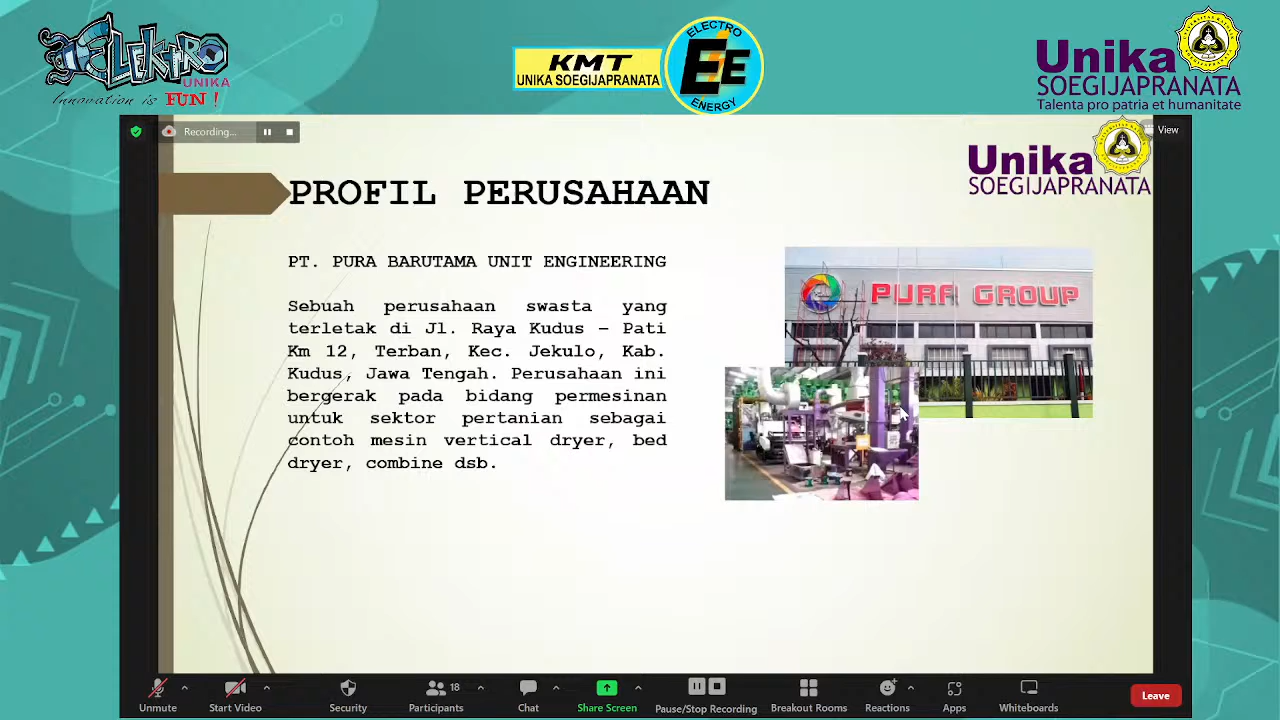 ELEKTRO
UNIKA
Innovation is FUN !
KMT
UNIKA SOEGIJAPRANATA
ELECTRO
EiE
ENERGY
Unika
SOEGIJAPRANATA
Talenta pro patria et humanitate
Recording...
View
Unika
SOEGIJAPRANATA
PROFIL PERUSAHAAN
PT. PURA BARUTAMA UNIT ENGINEERING
Sebuah perusahaan swasta yang
terletak di Jl. Raya Kudus – Pati
Km 12, Terban, Kec. Jekulo, Kab.
Kudus, Jawa Tengah. Perusahaan ini
bergerak pada bidang permesinan
untuk sektor pertanian sebagai
contoh mesin vertical dryer, bed
dryer, combine dsb.
PURA GROUP
Unmute
Start Video
Security
18
Participants
Chat
Share Screen
Pause/Stop Recording
Breakout Rooms
Reactions
Apps
Whiteboards
Leave